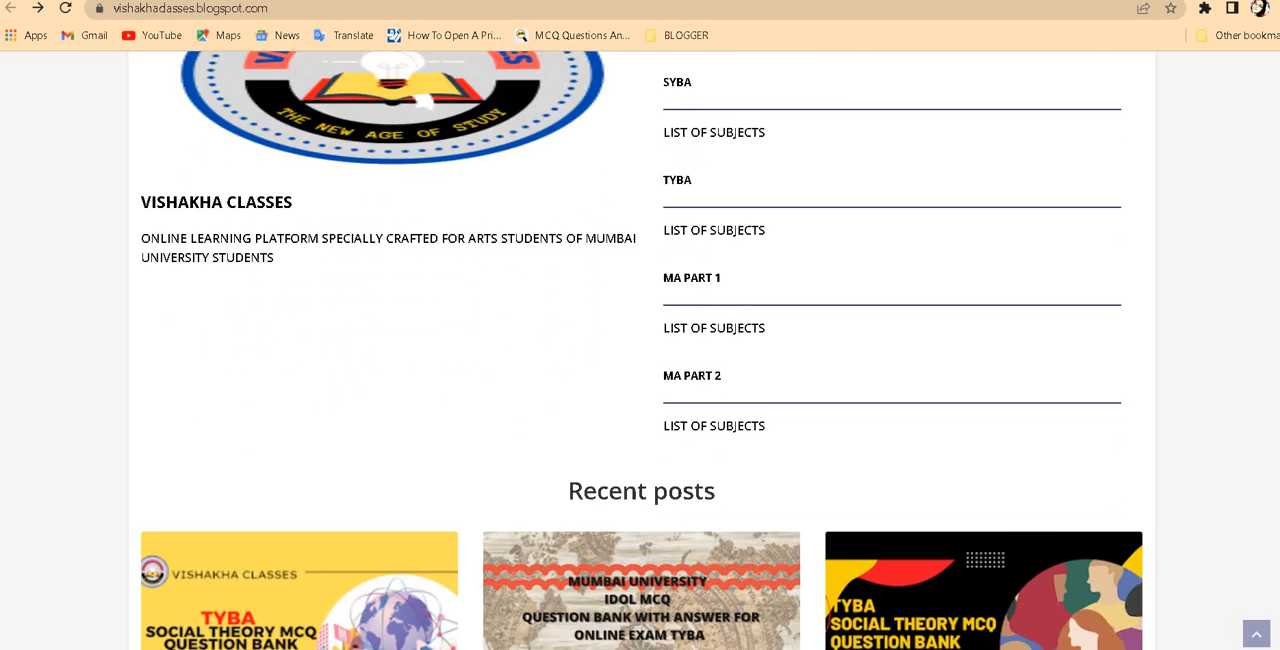 vishakhaclasses.blogspot.com
Apps
Gmail
YouTube
Maps
News
Translate
How To Open A Pri...
MCQ Questions An...
BLOGGER
Other bookma
THE NEW AGE OF STUDY
VISHAKHA CLASSES
ONLINE LEARNING PLATFORM SPECIALLY CRAFTED FOR ARTS STUDENTS OF MUMBAI
UNIVERSITY STUDENTS
SYBA
LIST OF SUBJECTS
TYBA
LIST OF SUBJECTS
MA PART 1
LIST OF SUBJECTS
MA PART 2
LIST OF SUBJECTS
Recent posts
VISHAKHA CLASSES
TYBA
SOCIAL THEORY MCQ
QUESTION BANK
MUMBAI UNIVERSITY
IDOL MCQ
QUESTION BANK WITH ANSWER FOR
ONLINE EXAM TYBA
TYBA
SOCIAL THEORY MCQ
QUESTION BANK